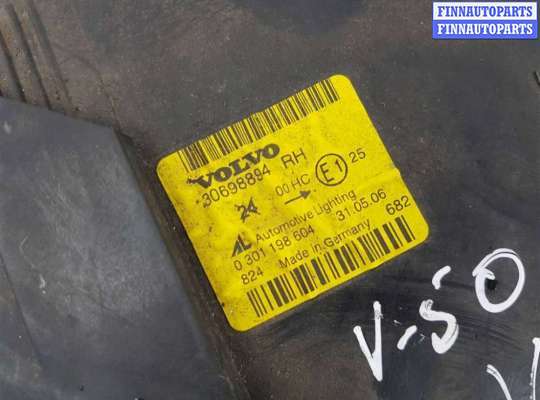 FINNAUTOPARTS
FINNAUTOPARTS
VOLVO
30698894 RH
00 HC E1 25
AL Automotive Lighting 31.05.06
0 301 198 604 682
824 Made in Germany
V-50